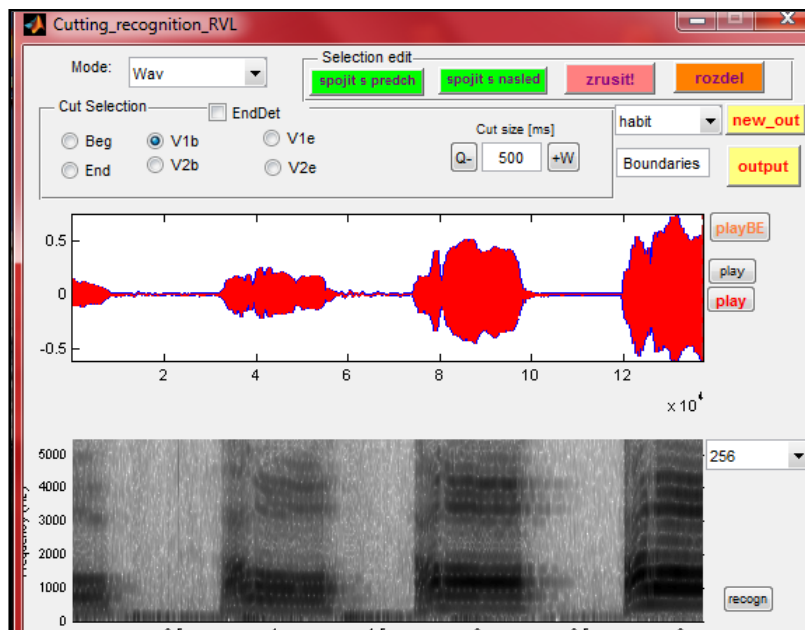 Cutting_recognition_RVL
Mode: Wav
Selection edit
spojit s predch spojit s nasled zrusit! rozdel
Cut Selection EndDet
Beg V1b V1e
End V2b V2e
Cut size [ms]
Q- 500 +W
habit new_out
Boundaries output
0.5
0
-0.5
2 4 6 8 10 12
x 10
playBE
play
play
5000
4000
3000
2000
1000
0
256
recogn